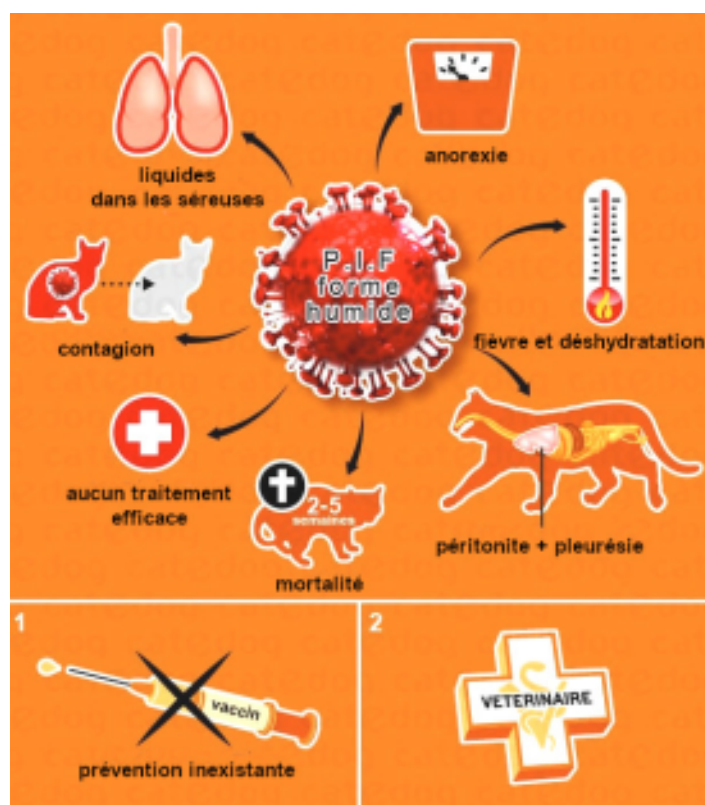 liquides
dans les séreuses
anorexie
P.I.F
forme
humide
contagion
fièvre et déshydratation
aucun traitement
efficace
2-5
semaines
mortalité
péritonite + pleurésie
1
vaccin
prévention inexistante
2
VETERINAIRE